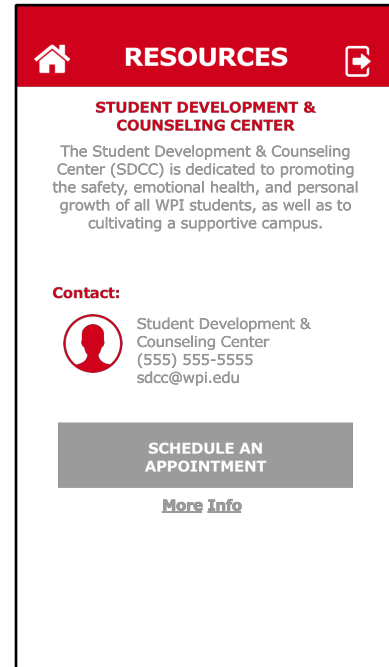 RESOURCES
STUDENT DEVELOPMENT &
COUNSELING CENTER
The Student Development & Counseling
Center (SDCC) is dedicated to promoting
the safety, emotional health, and personal
growth of all WPI students, as well as to
cultivating a supportive campus.
Contact:
Student Development &
Counseling Center
(555) 555-5555
sdcc@wpi.edu
SCHEDULE AN
APPOINTMENT
More Info